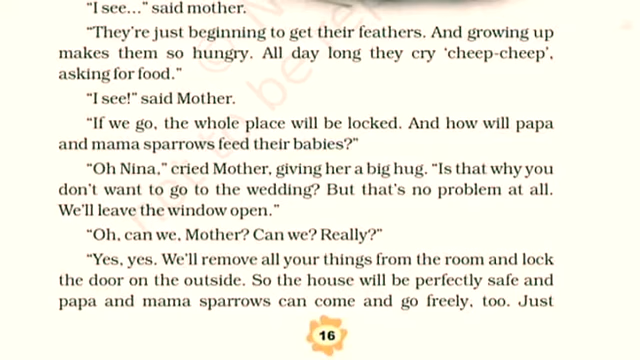 “I see...” said mother.
“They’re just beginning to get their feathers. And growing up
makes them so hungry. All day long they cry ‘cheep-cheep’,
asking for food.”
“I see!” said Mother.
“If we go, the whole place will be locked. And how will papa
and mama sparrows feed their babies?”
“Oh Nina,” cried Mother, giving her a big hug. “Is that why you
don’t want to go to the wedding? But that’s no problem at all.
We’ll leave the window open.”
“Oh, can we, Mother? Can we? Really?”
“Yes, yes. We’ll remove all your things from the room and lock
the door on the outside. So the house will be perfectly safe and
papa and mama sparrows can come and go freely, too. Just
16